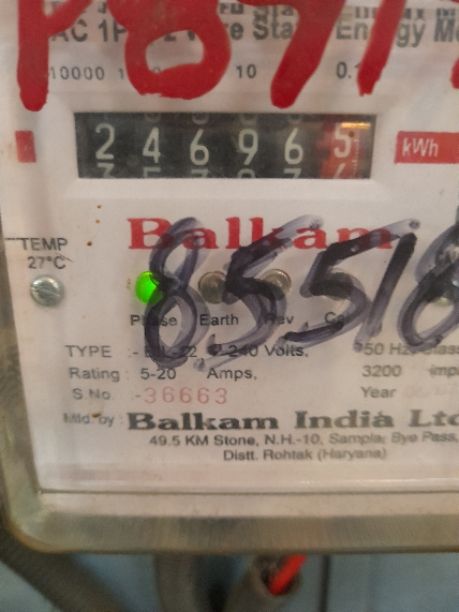 AC 1P
Energy
10000 10 0.1
246965 kWh
Balkam
TEMP
27°C
85518
Phase Earth Rev
TYPE :- 240 Volts, 50 Hz
Rating : 5-20 Amps, 3200 imp
S.No. -36663 Year
Mfd. by : Balkam India Ltd
49.5 KM Stone, N.H.-10, Sampla, Bye Pass,
Distt. Rohtak (Haryana)